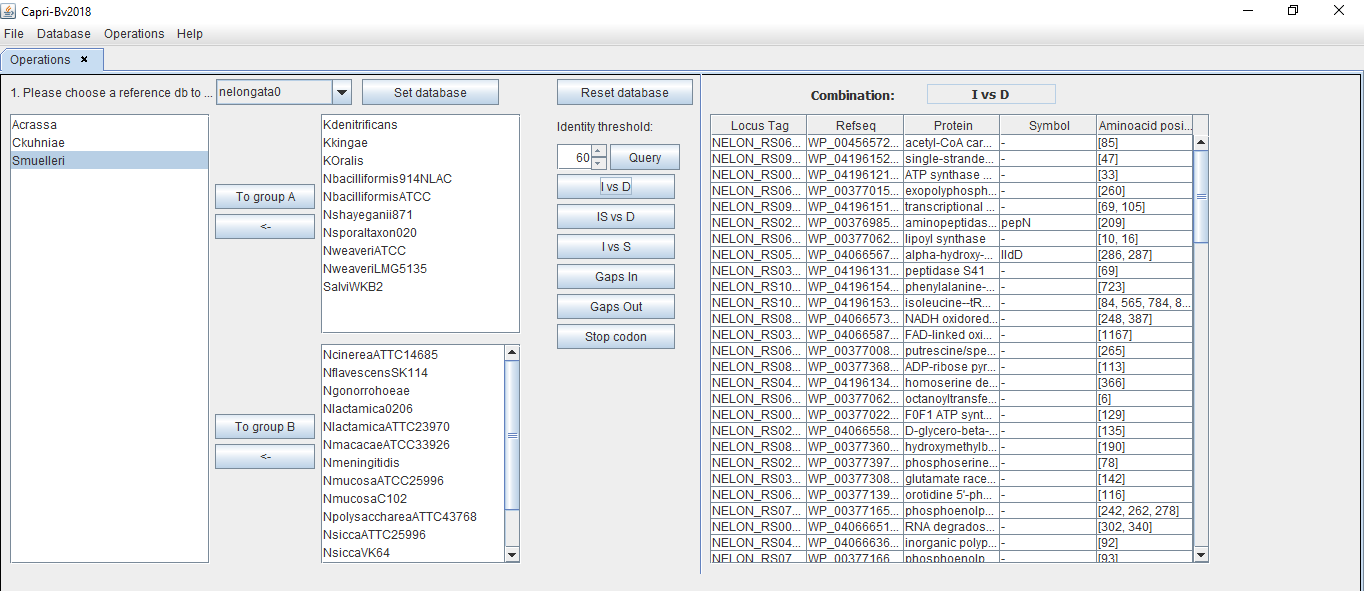 Capri-Bv2018
File Database Operations Help
Operations ×
1. Please choose a reference db to ... nelongata0 Set database Reset database
Acrassa
Ckuhniae
Smuelleri
To group A
<-
Kdenitrificans
Kkingae
KOralis
Nbacilliformis914NLAC
NbacilliformisATCC
Nshayeganii871
Nsporaltaxon020
NweaveriATCC
NweaveriLMG5135
SalviWKB2
To group B
<-
NcinereaATTC14685
NflavescensSK114
Ngonorrohoeae
Nlactamica0206
NlactamicaATTC23970
NmacacaeATCC33926
Nmeningitidis
NmucosaATCC25996
NmucosaC102
NpolysacchareaATTC43768
NsiccaATTC25996
NsiccaVK64
Identity threshold:
60 Query
I vs D
IS vs D
I vs S
Gaps In
Gaps Out
Stop codon
Combination: I vs D
Locus Tag Refseq Protein Symbol Aminoacid posi...
NELON_RS06... WP_00456572... acetyl-CoA car... - [85]
NELON_RS09... WP_04196152... single-strande... - [47]
NELON_RS00... WP_04196121... ATP synthase ... - [33]
NELON_RS06... WP_00377015... exopolyphosph... - [260]
NELON_RS09... WP_04196151... transcriptional ... - [69, 105]
NELON_RS02... WP_00376985... aminopeptidas... pepN [209]
NELON_RS06... WP_00377062... lipoyl synthase - [10, 16]
NELON_RS05... WP_04066567... alpha-hydroxy-... lldD [286, 287]
NELON_RS03... WP_04196131... peptidase S41 - [69]
NELON_RS10... WP_04196154... phenylalanine-... - [723]
NELON_RS10... WP_04196153... isoleucine--tR... - [84, 565, 784, 8...
NELON_RS08... WP_04066573... NADH oxidored... - [248, 387]
NELON_RS03... WP_04066587... FAD-linked oxi... - [1167]
NELON_RS06... WP_00377008... putrescine/spe... - [265]
NELON_RS08... WP_00377368... ADP-ribose pyr... - [113]
NELON_RS04... WP_04196134... homoserine de... - [366]
NELON_RS06... WP_00377062... octanoyltransfe... - [6]
NELON_RS00... WP_00377022... F0F1 ATP synt... - [129]
NELON_RS02... WP_04066558... D-glycero-beta-... - [135]
NELON_RS08... WP_00377360... hydroxymethylb... - [190]
NELON_RS02... WP_00377397... phosphoserine... - [78]
NELON_RS03... WP_00377308... glutamate race... - [142]
NELON_RS06... WP_00377139... orotidine 5'-ph... - [116]
NELON_RS07... WP_00377165... phosphoenolp... - [242, 262, 278]
NELON_RS00... WP_04066651... RNA degrados... - [302, 340]
NELON_RS04... WP_04066636... inorganic polyp... - [92]
NELON_RS07 WP_00377166 phosphoenolp - [93]